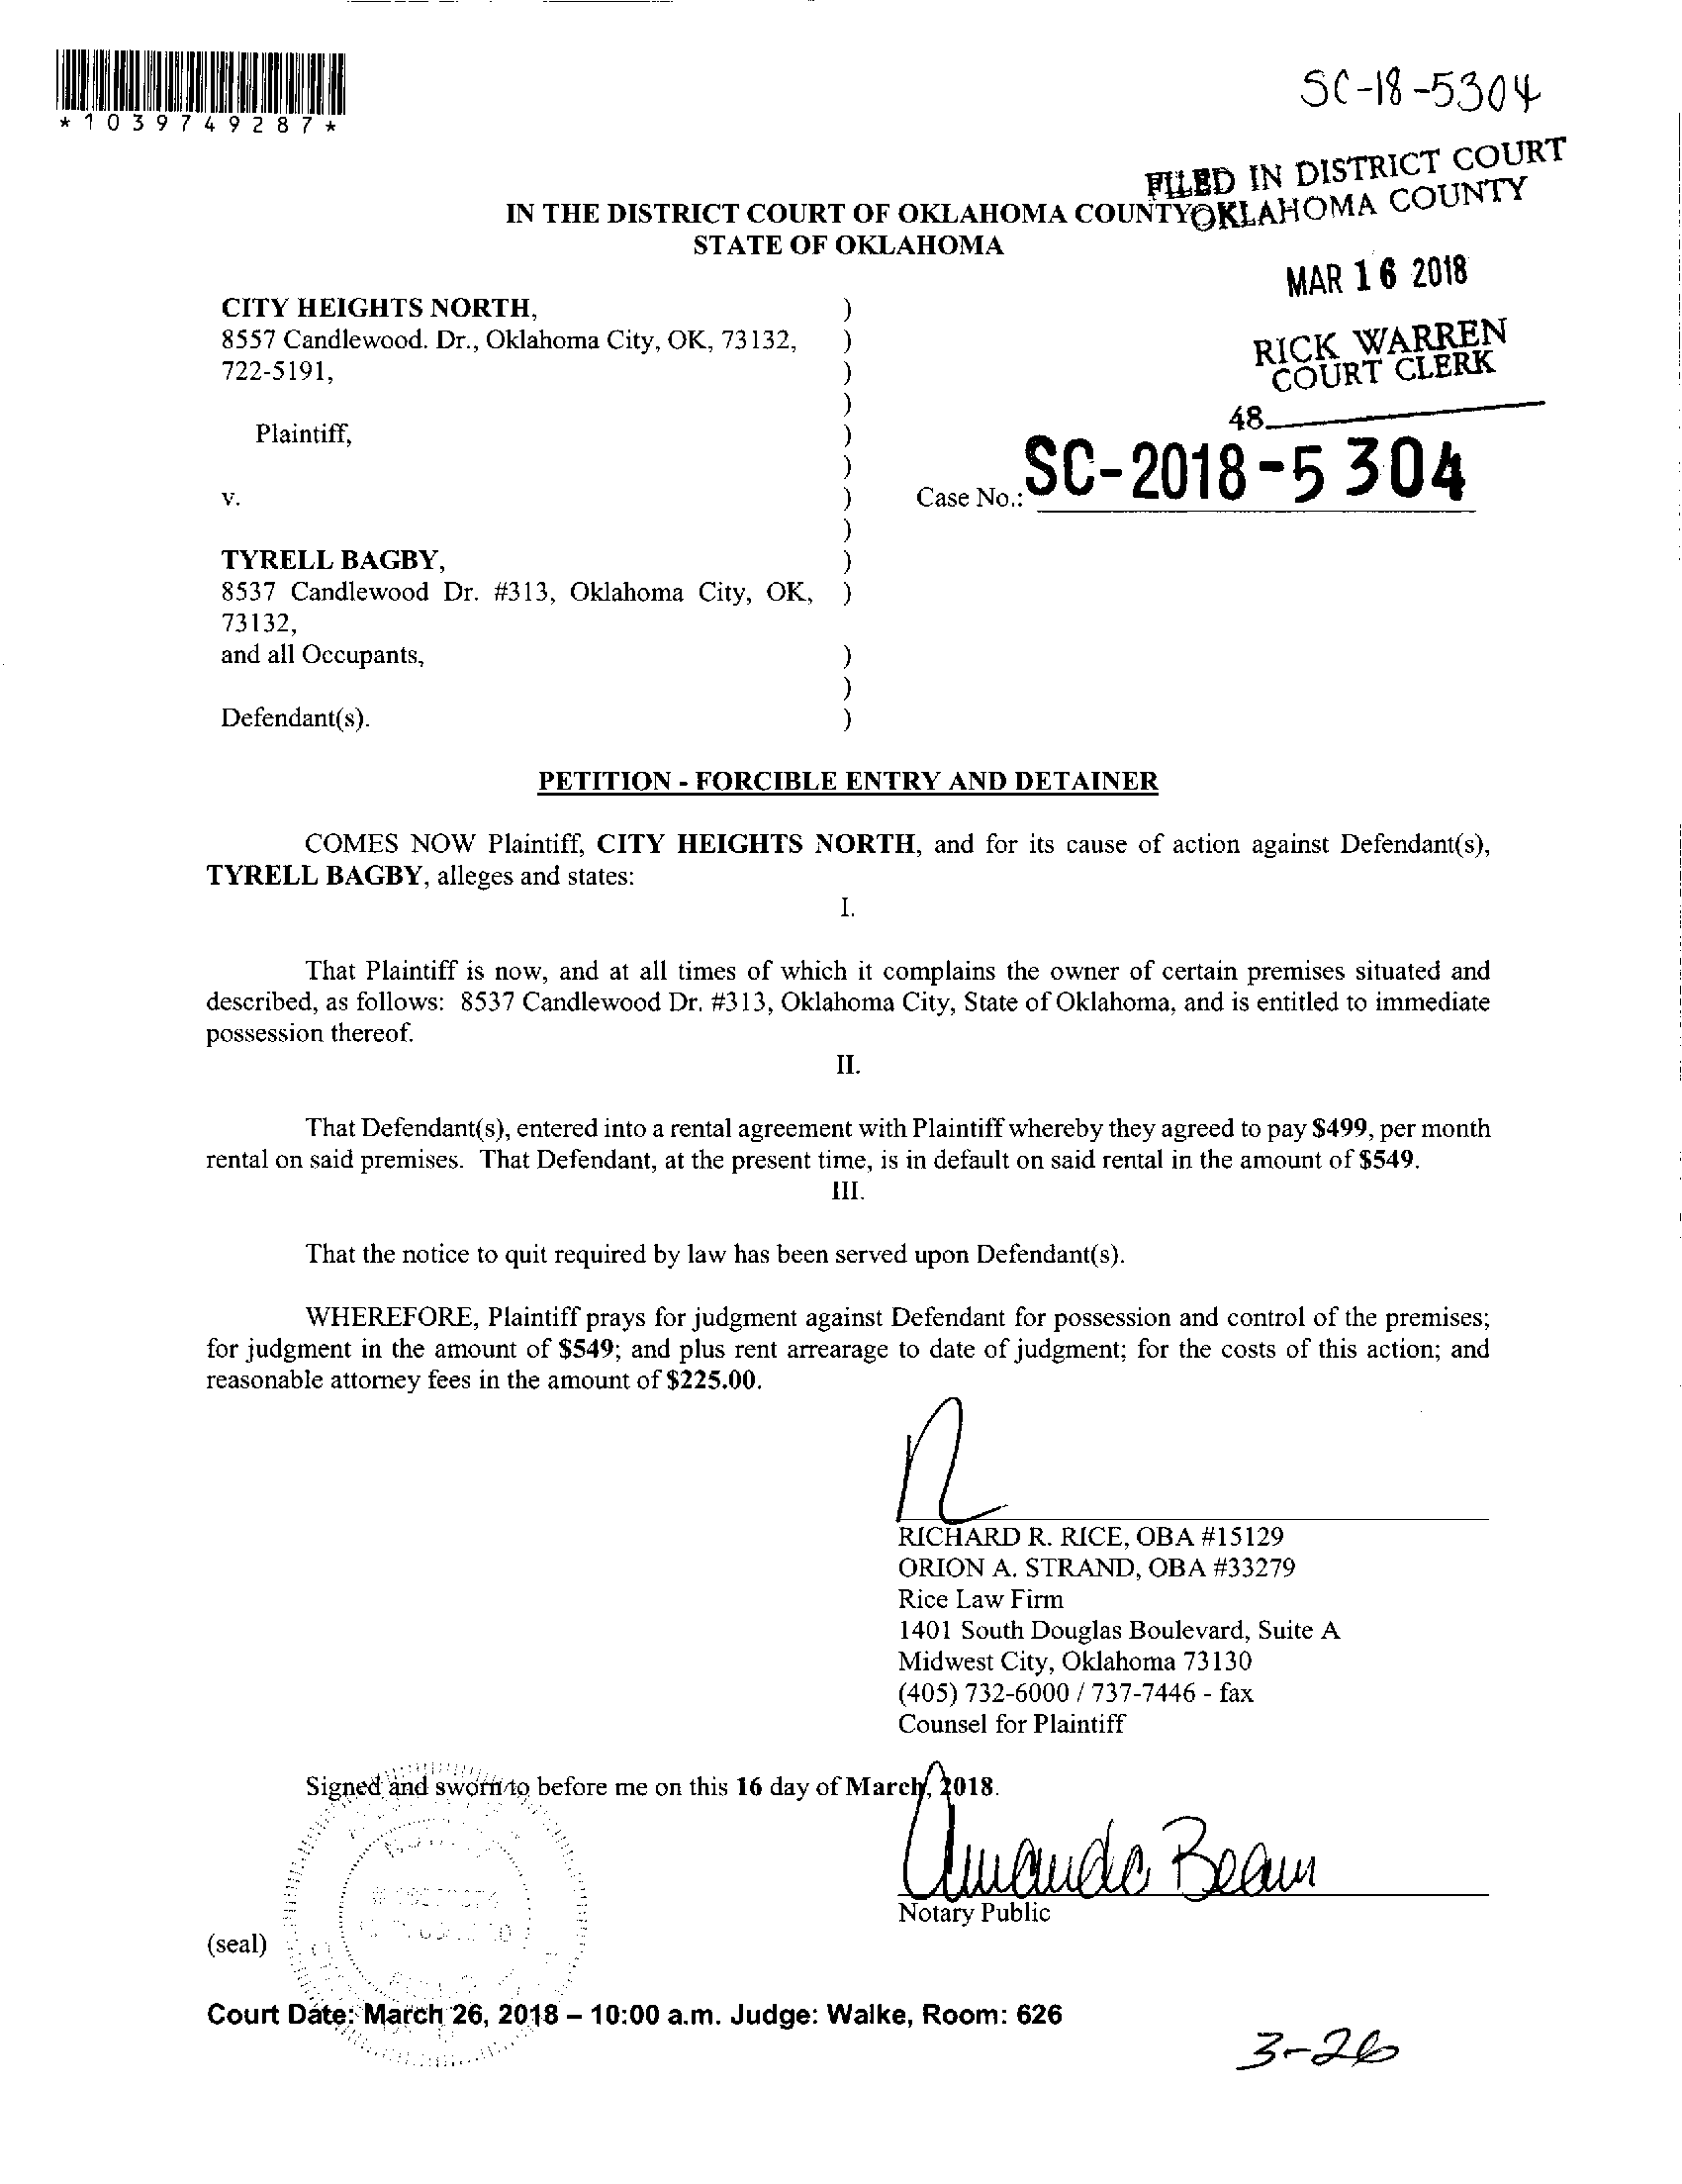 *1039749287*
SC-18-5304
FILED IN DISTRICT COURT
OKLAHOMA COUNTY
IN THE DISTRICT COURT OF OKLAHOMA COUNTY
STATE OF OKLAHOMA
MAR 16 2018
RICK WARREN
COURT CLERK
48
CITY HEIGHTS NORTH, )
8557 Candlewood. Dr., Oklahoma City, OK, 73132, )
722-5191, )
)
Plaintiff, )
)
v. ) Case No.: SC-2018-5304
)
TYRELL BAGBY, )
8537 Candlewood Dr. #313, Oklahoma City, OK, )
73132,
and all Occupants, )
)
Defendant(s). )
PETITION - FORCIBLE ENTRY AND DETAINER
COMES NOW Plaintiff, CITY HEIGHTS NORTH, and for its cause of action against Defendant(s),
TYRELL BAGBY, alleges and states:
I.
That Plaintiff is now, and at all times of which it complains the owner of certain premises situated and
described, as follows: 8537 Candlewood Dr. #313, Oklahoma City, State of Oklahoma, and is entitled to immediate
possession thereof.
II.
That Defendant(s), entered into a rental agreement with Plaintiff whereby they agreed to pay $499, per month
rental on said premises. That Defendant, at the present time, is in default on said rental in the amount of $549.
III.
That the notice to quit required by law has been served upon Defendant(s).
WHEREFORE, Plaintiff prays for judgment against Defendant for possession and control of the premises;
for judgment in the amount of $549; and plus rent arrearage to date of judgment; for the costs of this action; and
reasonable attorney fees in the amount of $225.00.
RICHARD R. RICE, OBA #15129
ORION A. STRAND, OBA #33279
Rice Law Firm
1401 South Douglas Boulevard, Suite A
Midwest City, Oklahoma 73130
(405) 732-6000 / 737-7446 - fax
Counsel for Plaintiff
Signed and sworn to before me on this 16 day of March, 2018.
Amanda Beam
Notary Public
(seal)
Court Date: March 26, 2018 – 10:00 a.m. Judge: Walke, Room: 626
3-26